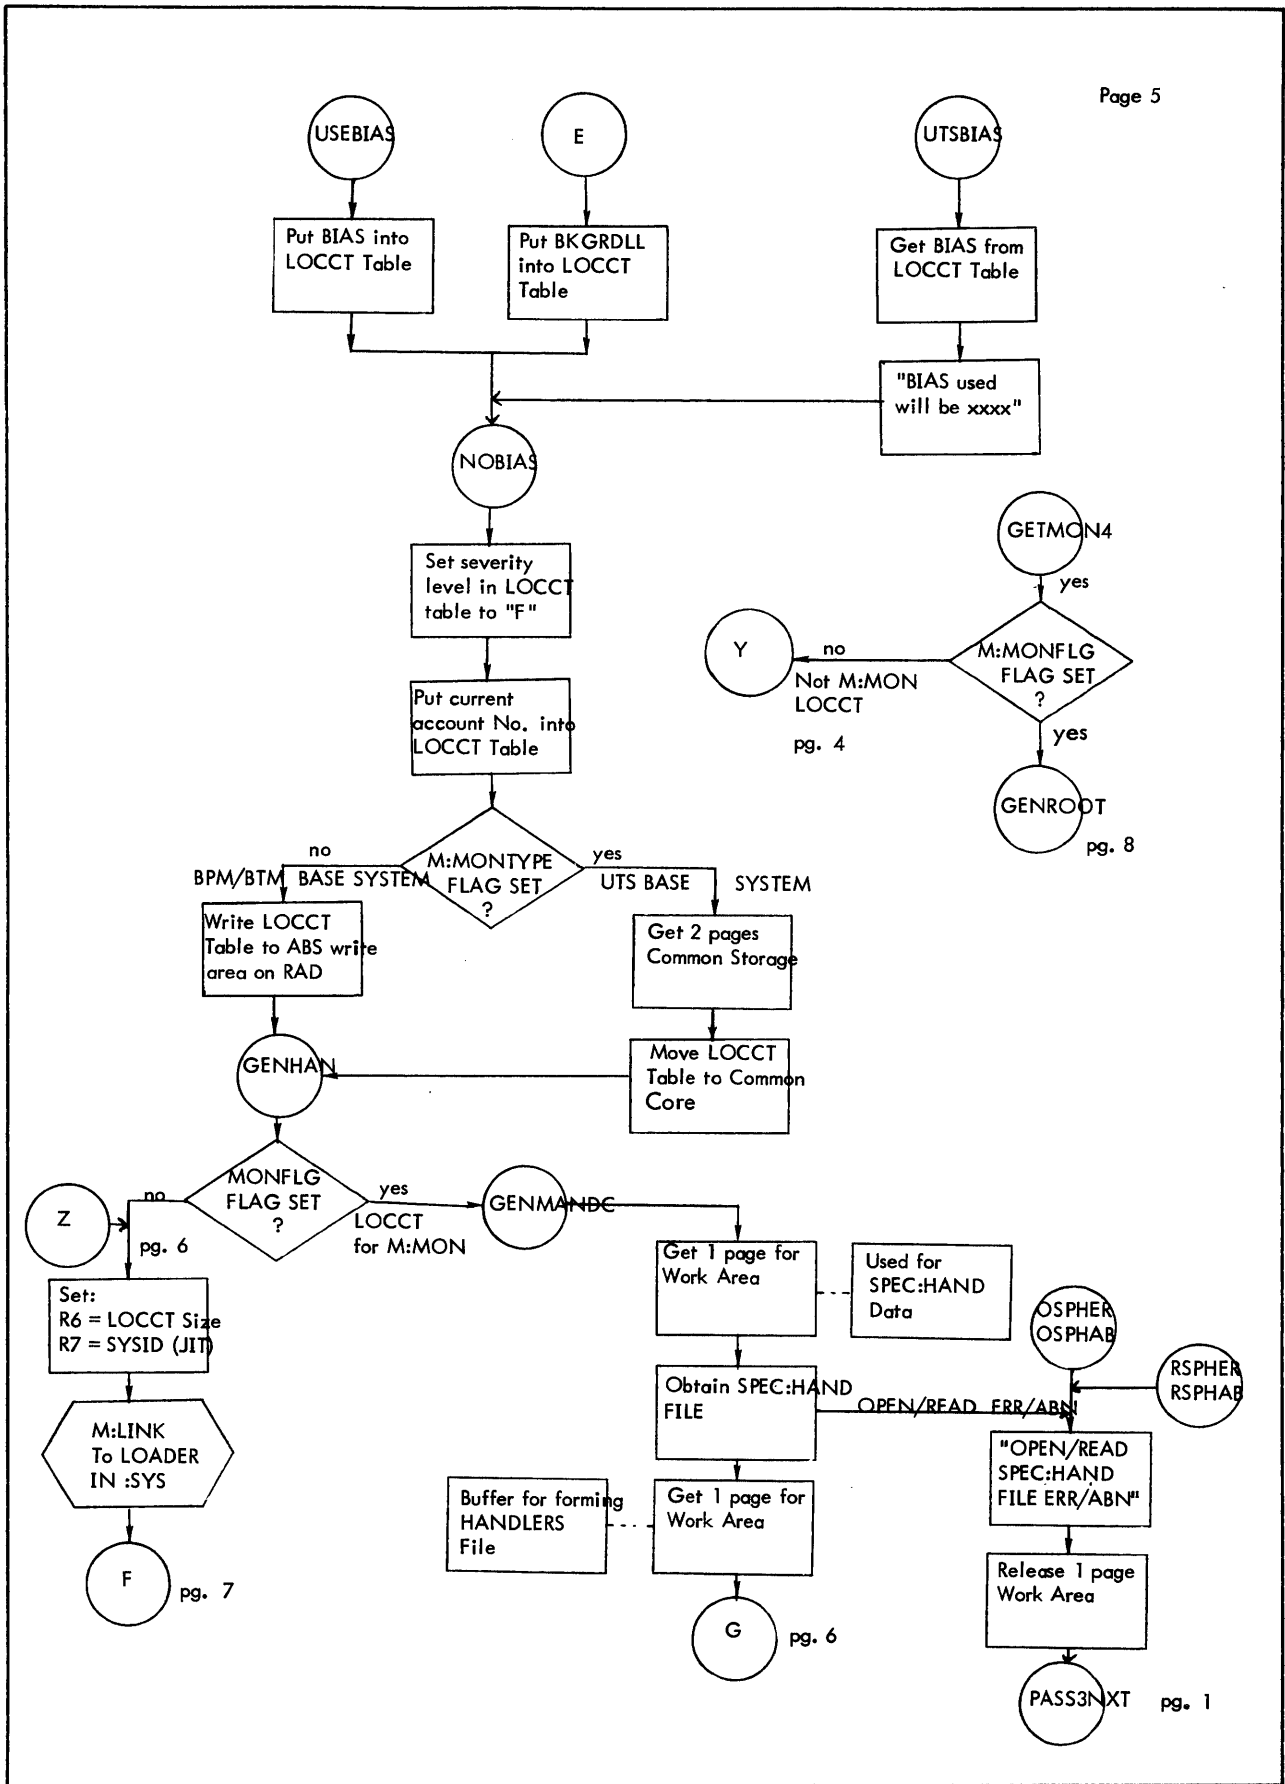 Page 5
USEBIAS
E
UTSBIAS
Put BIAS into
LOCCT Table
Put BKGRDLL
into LOCCT
Table
Get BIAS from
LOCCT Table
"BIAS used
will be xxxx"
NOBIAS
Set severity
level in LOCCT
table to "F"
Put current
account No. into
LOCCT Table
GETMON4
yes
M:MONFLG
FLAG SET
?
no
Not M:MON
LOCCT
Y
pg. 4
yes
GENROOT
pg. 8
M:MONTYPE
FLAG SET
?
no
BPM/BTM BASE SYSTEM
yes
UTS BASE SYSTEM
Write LOCCT
Table to ABS write
area on RAD
Get 2 pages
Common Storage
Move LOCCT
Table to Common
Core
GENHAN
MONFLG
FLAG SET
?
no
yes
LOCCT
for M:MON
Z
pg. 6
Set:
R6 = LOCCT Size
R7 = SYSID (JIT)
M:LINK
To LOADER
IN :SYS
F
pg. 7
GENMANDC
Get 1 page for
Work Area
Used for
SPEC:HAND
Data
Obtain SPEC:HAND
FILE
OPEN/READ ERR/ABN
Buffer for forming
HANDLERS
File
Get 1 page for
Work Area
G
pg. 6
OSPHER
OSPHAB
RSPHER
RSPHAB
"OPEN/READ
SPEC:HAND
FILE ERR/ABN"
Release 1 page
Work Area
PASS3NXT
pg. 1